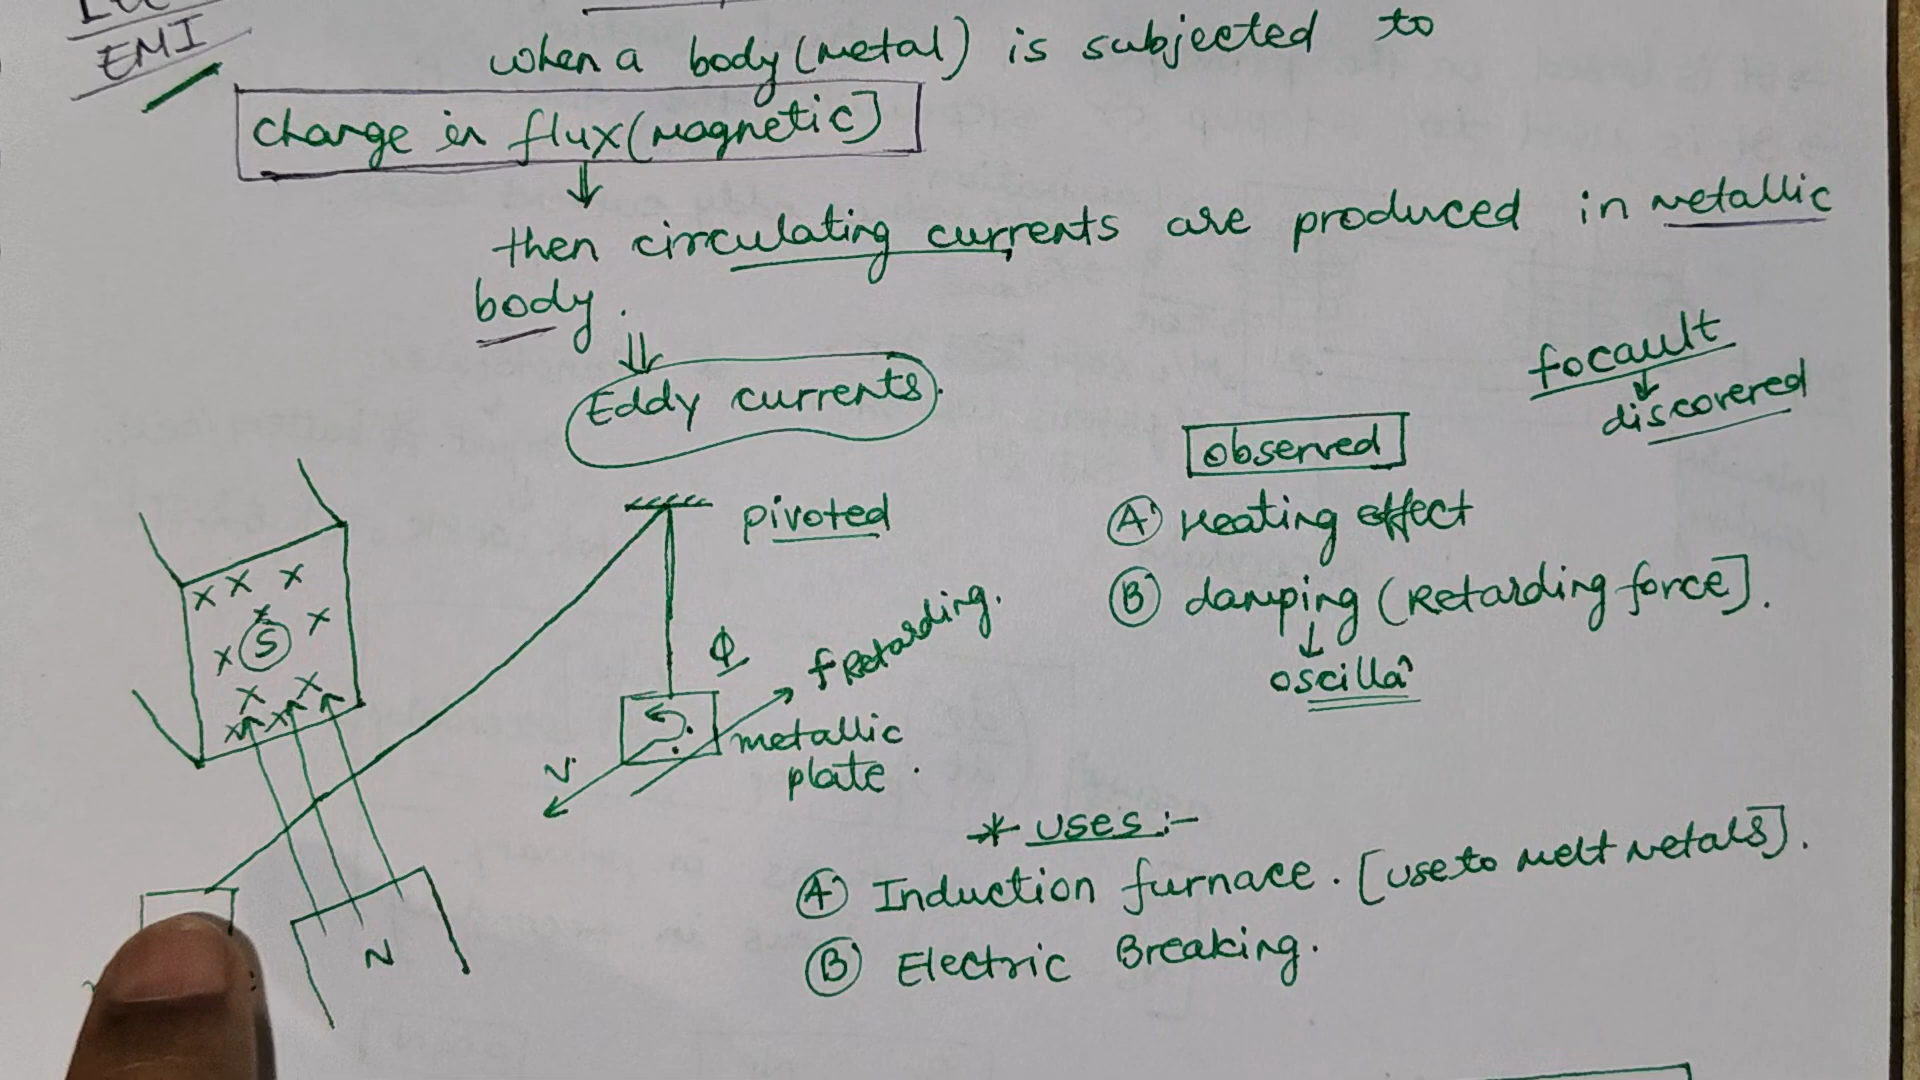 EMI
when a body (metal) is subjected to
change in flux (magnetic]
then circulating currents are produced in metallic
body.
Eddy currents.
focault
discovered
observed
pivoted
A Heating effect
B damping (Retarding force].
oscillaⁿ
S
φ
f Retarding.
metallic
plate.
v
* uses:-
A Induction furnace. [use to melt metals].
B Electric Breaking.
N